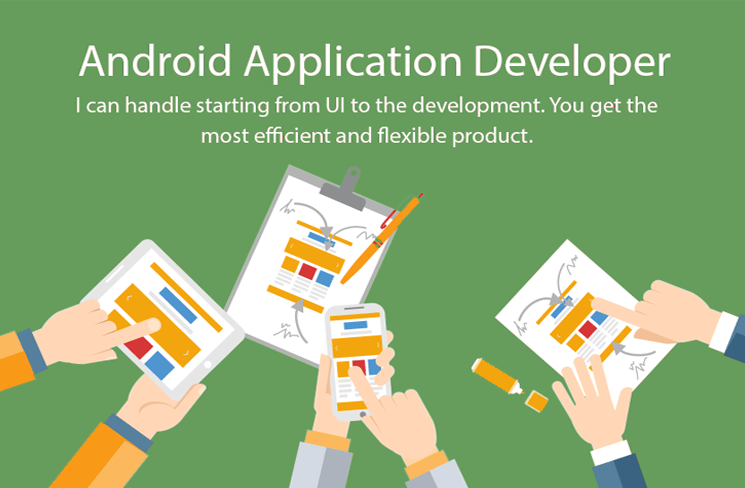 Android Application Developer
I can handle starting from UI to the development. You get the
most efficient and flexible product.